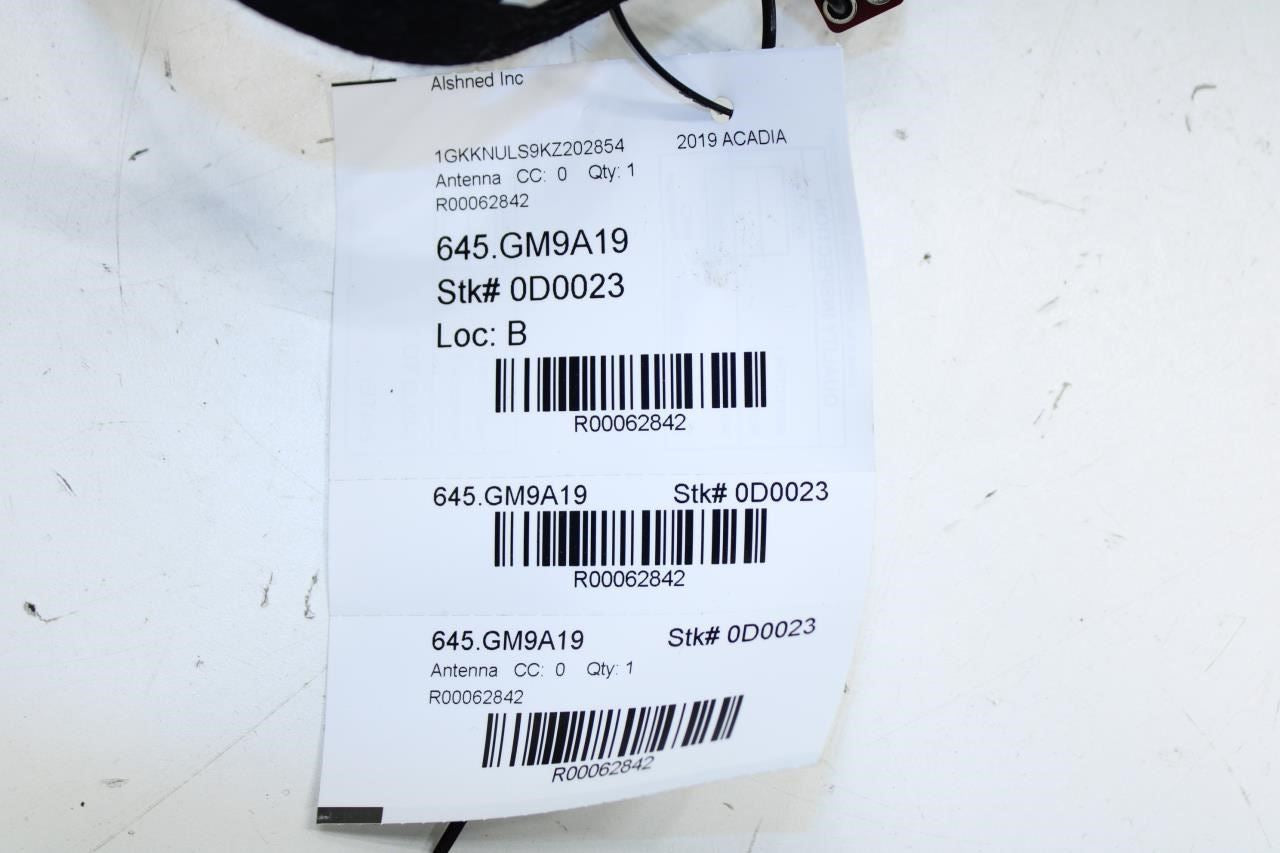 Alshned Inc
1GKKNULS9KZ202854 2019 ACADIA
Antenna CC: 0 Qty: 1
R00062842
645.GM9A19
Stk# 0D0023
Loc: B
R00062842
645.GM9A19 Stk# 0D0023
R00062842
645.GM9A19 Stk# 0D0023
Antenna CC: 0 Qty: 1
R00062842
R00062842